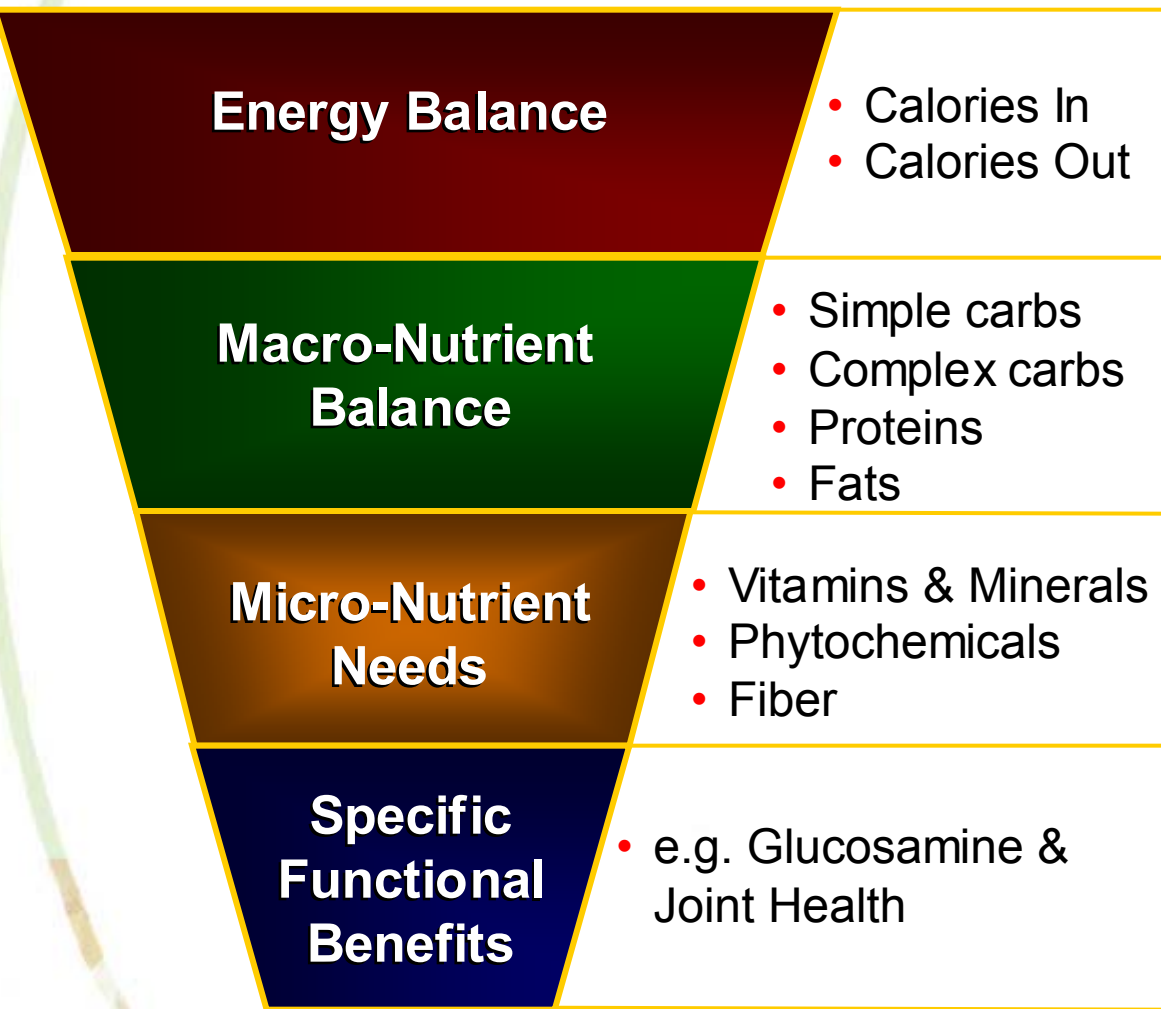 Energy Balance
• Calories In
• Calories Out
Macro-Nutrient
Balance
• Simple carbs
• Complex carbs
• Proteins
• Fats
Micro-Nutrient
Needs
• Vitamins & Minerals
• Phytochemicals
• Fiber
Specific
Functional
Benefits
• e.g. Glucosamine &
Joint Health